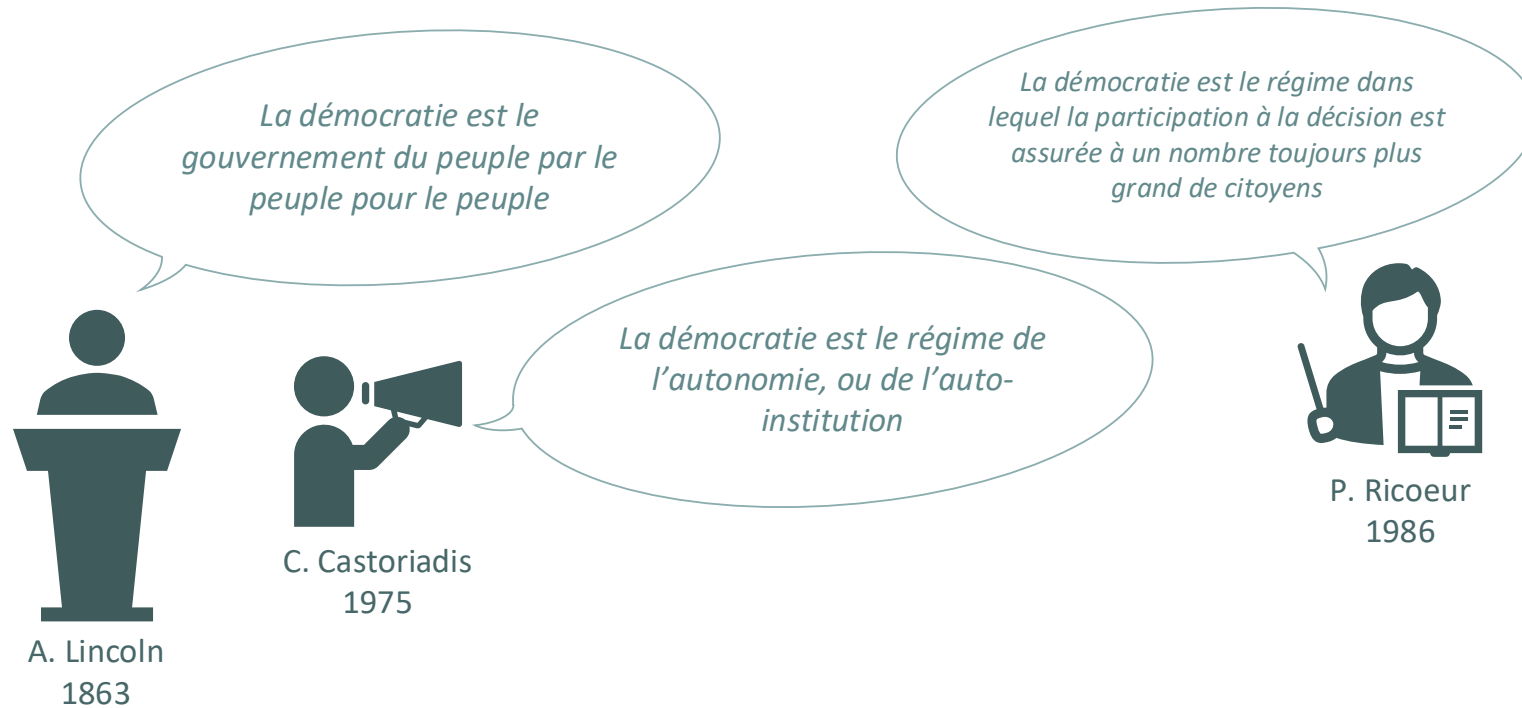 La démocratie est le
gouvernement du peuple par le
peuple pour le peuple
La démocratie est le régime dans
lequel la participation à la décision est
assurée à un nombre toujours plus
grand de citoyens
La démocratie est le régime de
l’autonomie, ou de l’auto-
institution
A. Lincoln
1863
C. Castoriadis
1975
P. Ricoeur
1986